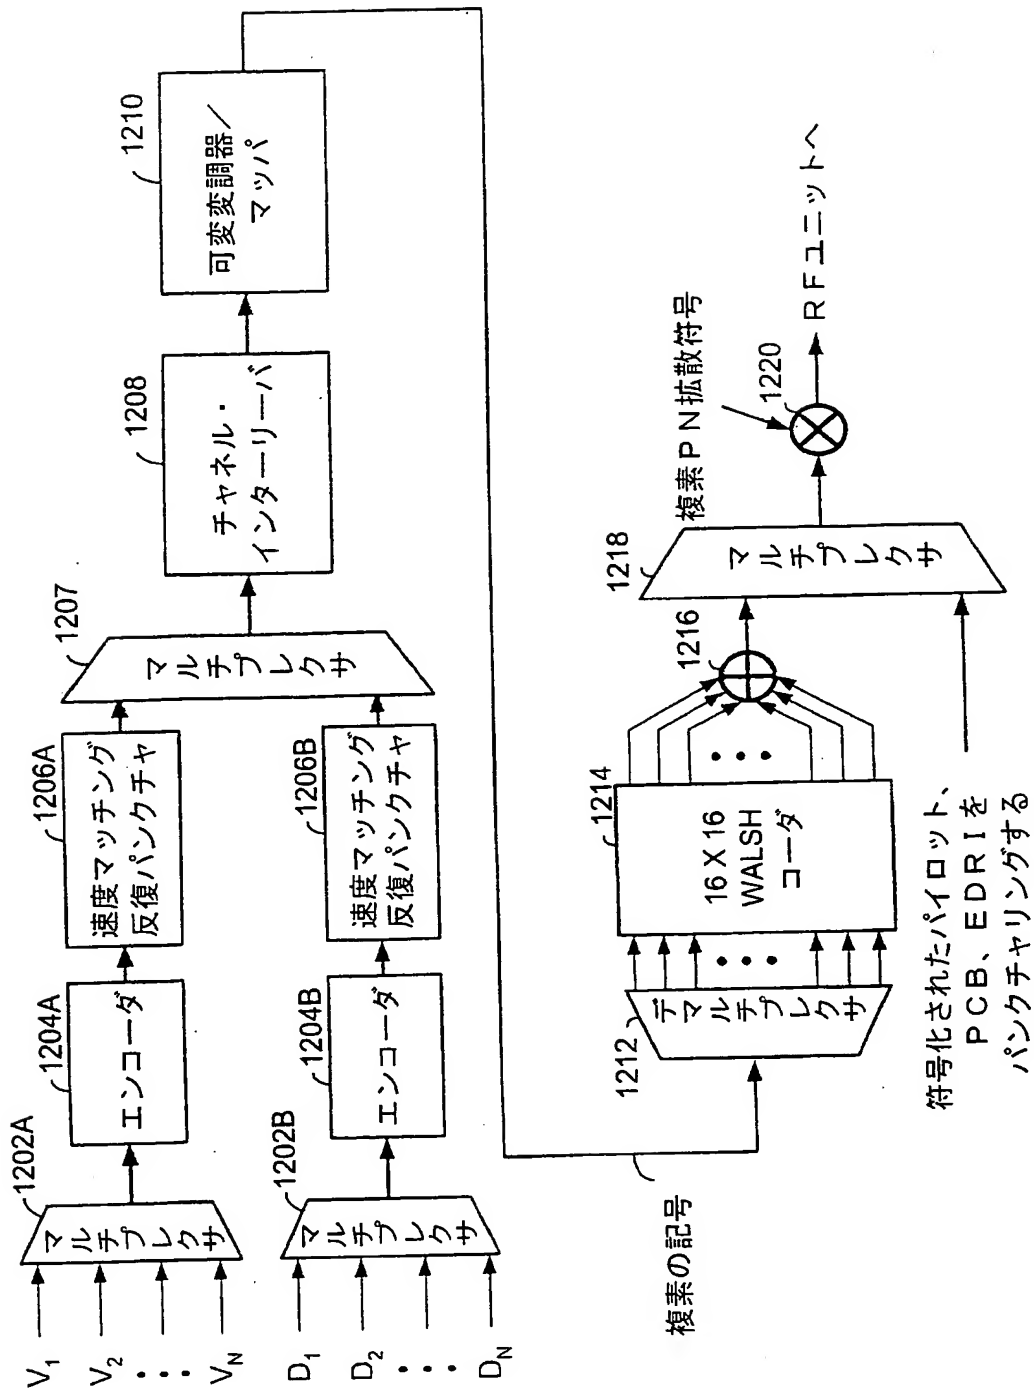 V1
V2
VN
マルチプレクサ
1202A
エンコーダ
1204A
速度マッチング
反復パンクチャ
1206A
D1
D2
DN
マルチプレクサ
1202B
エンコーダ
1204B
速度マッチング
反復パンクチャ
1206B
マルチプレクサ
1207
チャネル・
インターリーバ
1208
可変変調器／
マッパ
1210
複素の記号
デマルチプレクサ
1212
16 X 16
WALSH
コーダ
1214
1216
マルチプレクサ
1218
符号化されたパイロット、
ＰＣＢ、ＥＤＲＩを
パンクチャリングする
複素ＰＮ拡散符号
1220
ＲＦユニットへ